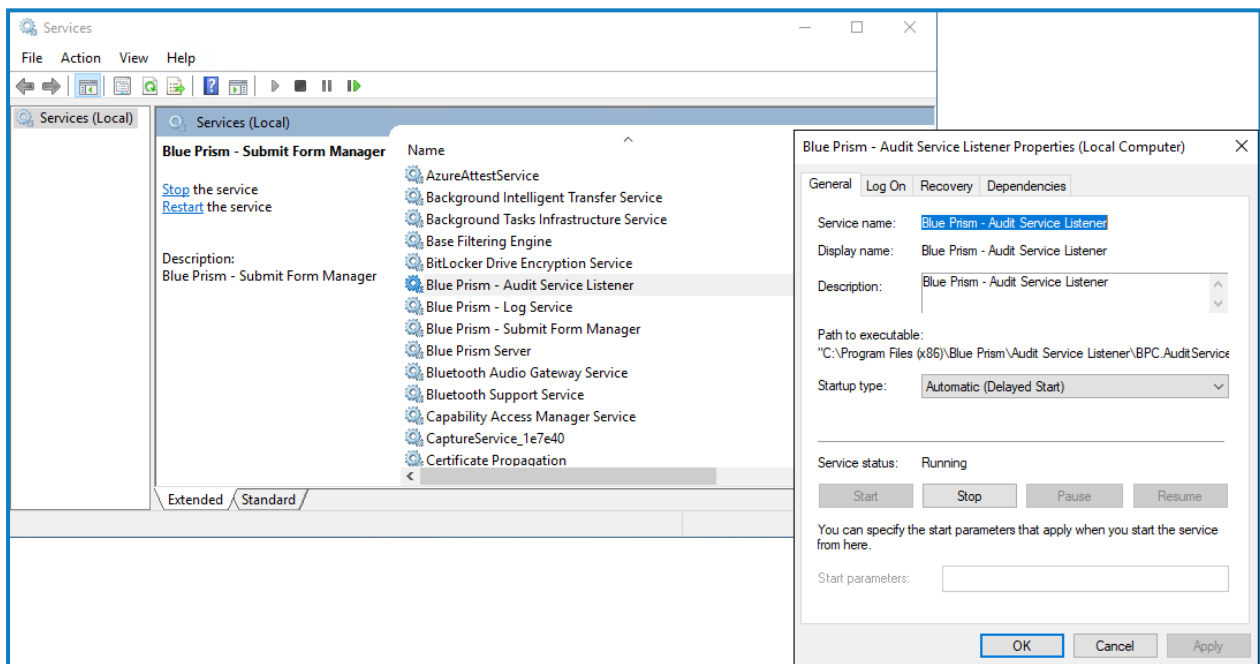 Services
File Action View Help
Services (Local)
Services (Local)
Blue Prism - Submit Form Manager
Stop the service
Restart the service
Description:
Blue Prism - Submit Form Manager
Name
AzureAttestService
Background Intelligent Transfer Service
Background Tasks Infrastructure Service
Base Filtering Engine
BitLocker Drive Encryption Service
Blue Prism - Audit Service Listener
Blue Prism - Log Service
Blue Prism - Submit Form Manager
Blue Prism Server
Bluetooth Audio Gateway Service
Bluetooth Support Service
Capability Access Manager Service
CaptureService_1e7e40
Certificate Propagation
Extended Standard
Blue Prism - Audit Service Listener Properties (Local Computer)
General Log On Recovery Dependencies
Service name: Blue Prism - Audit Service Listener
Display name: Blue Prism - Audit Service Listener
Description: Blue Prism - Audit Service Listener
Path to executable:
"C:\Program Files (x86)\Blue Prism\Audit Service Listener\BPC.AuditService
Startup type: Automatic (Delayed Start)
Service status: Running
Start Stop Pause Resume
You can specify the start parameters that apply when you start the service
from here.
Start parameters:
OK Cancel Apply